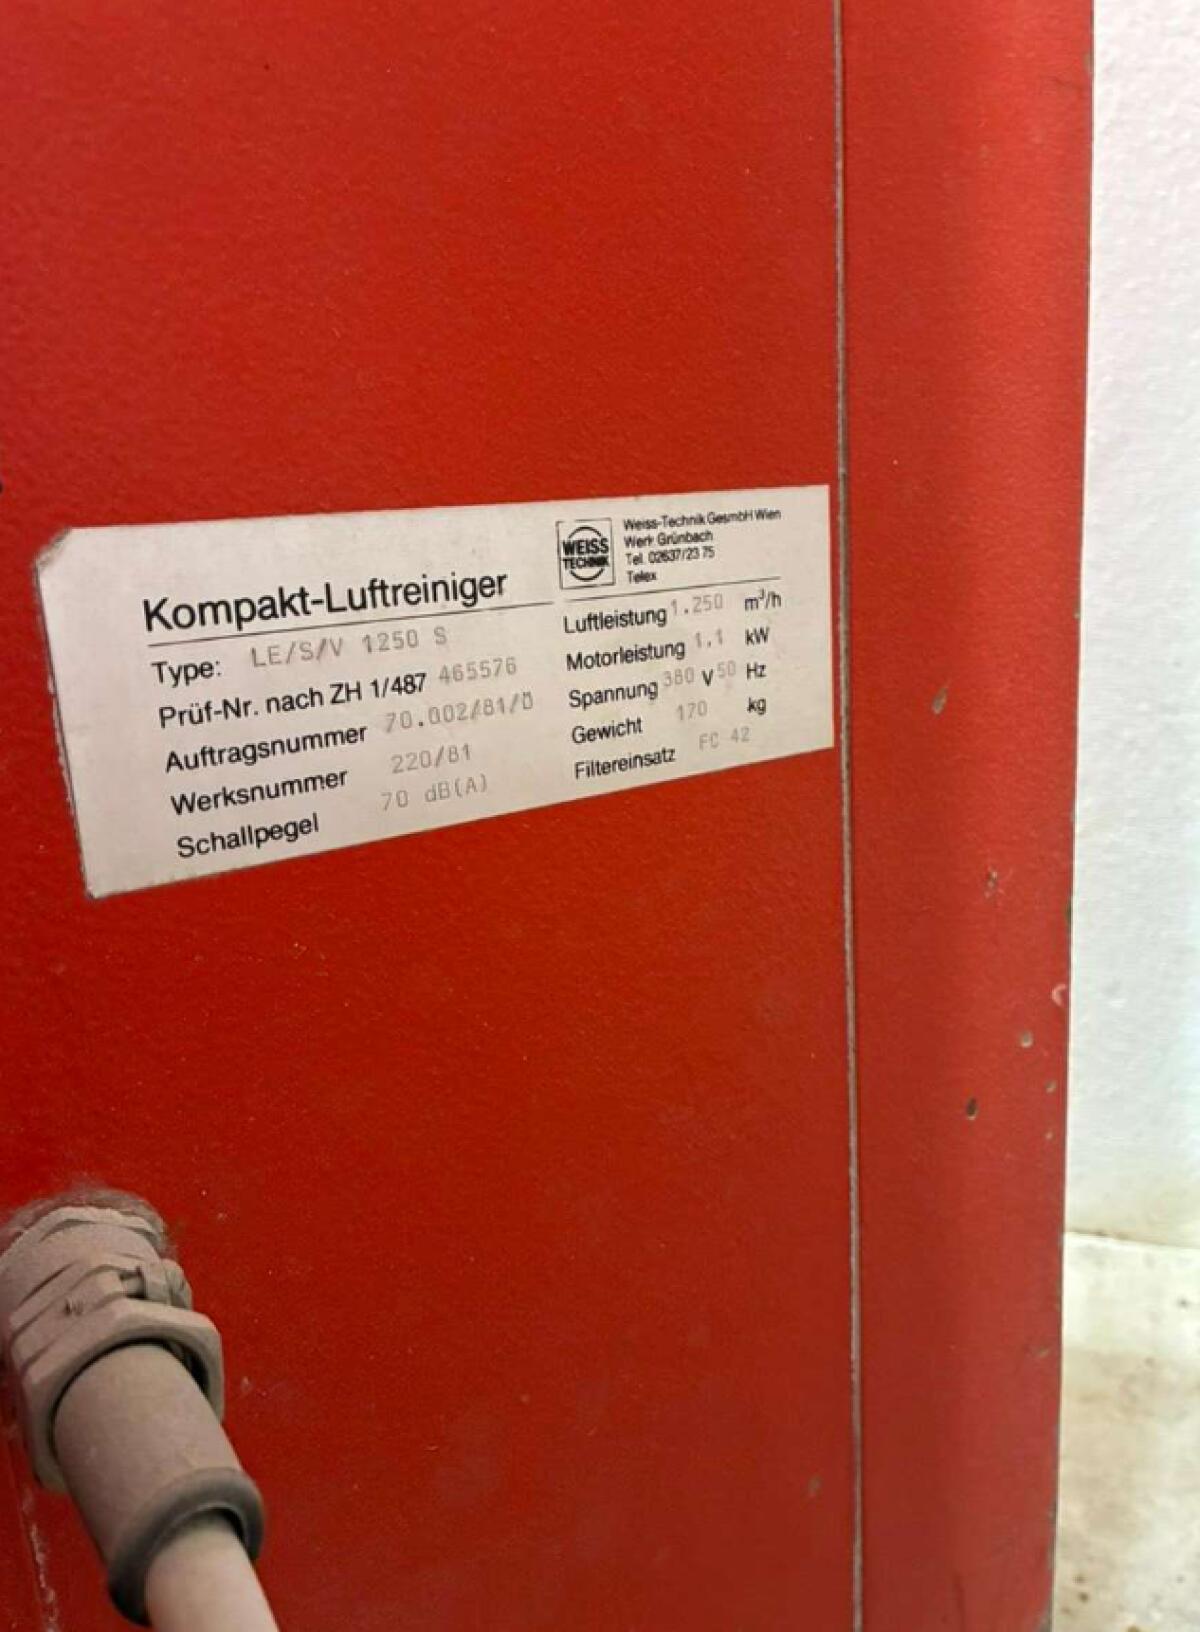 Kompakt-Luftreiniger
Type: LE/S/V 1250 S
Prüf-Nr. nach ZH 1/487 465576
Auftragsnummer 70.002/81/Ö
Werksnummer 220/81
Schallpegel 70 dB(A)
WEISS
TECHNIK
Weiss-Technik GesmbH Wien
Werk Grünbach
Tel. 02637/23 75
Telex
Luftleistung 1.250 m³/h
Motorleistung 1,1 kW
Spannung 380 V 50 Hz
Gewicht 170 kg
Filtereinsatz FC 42